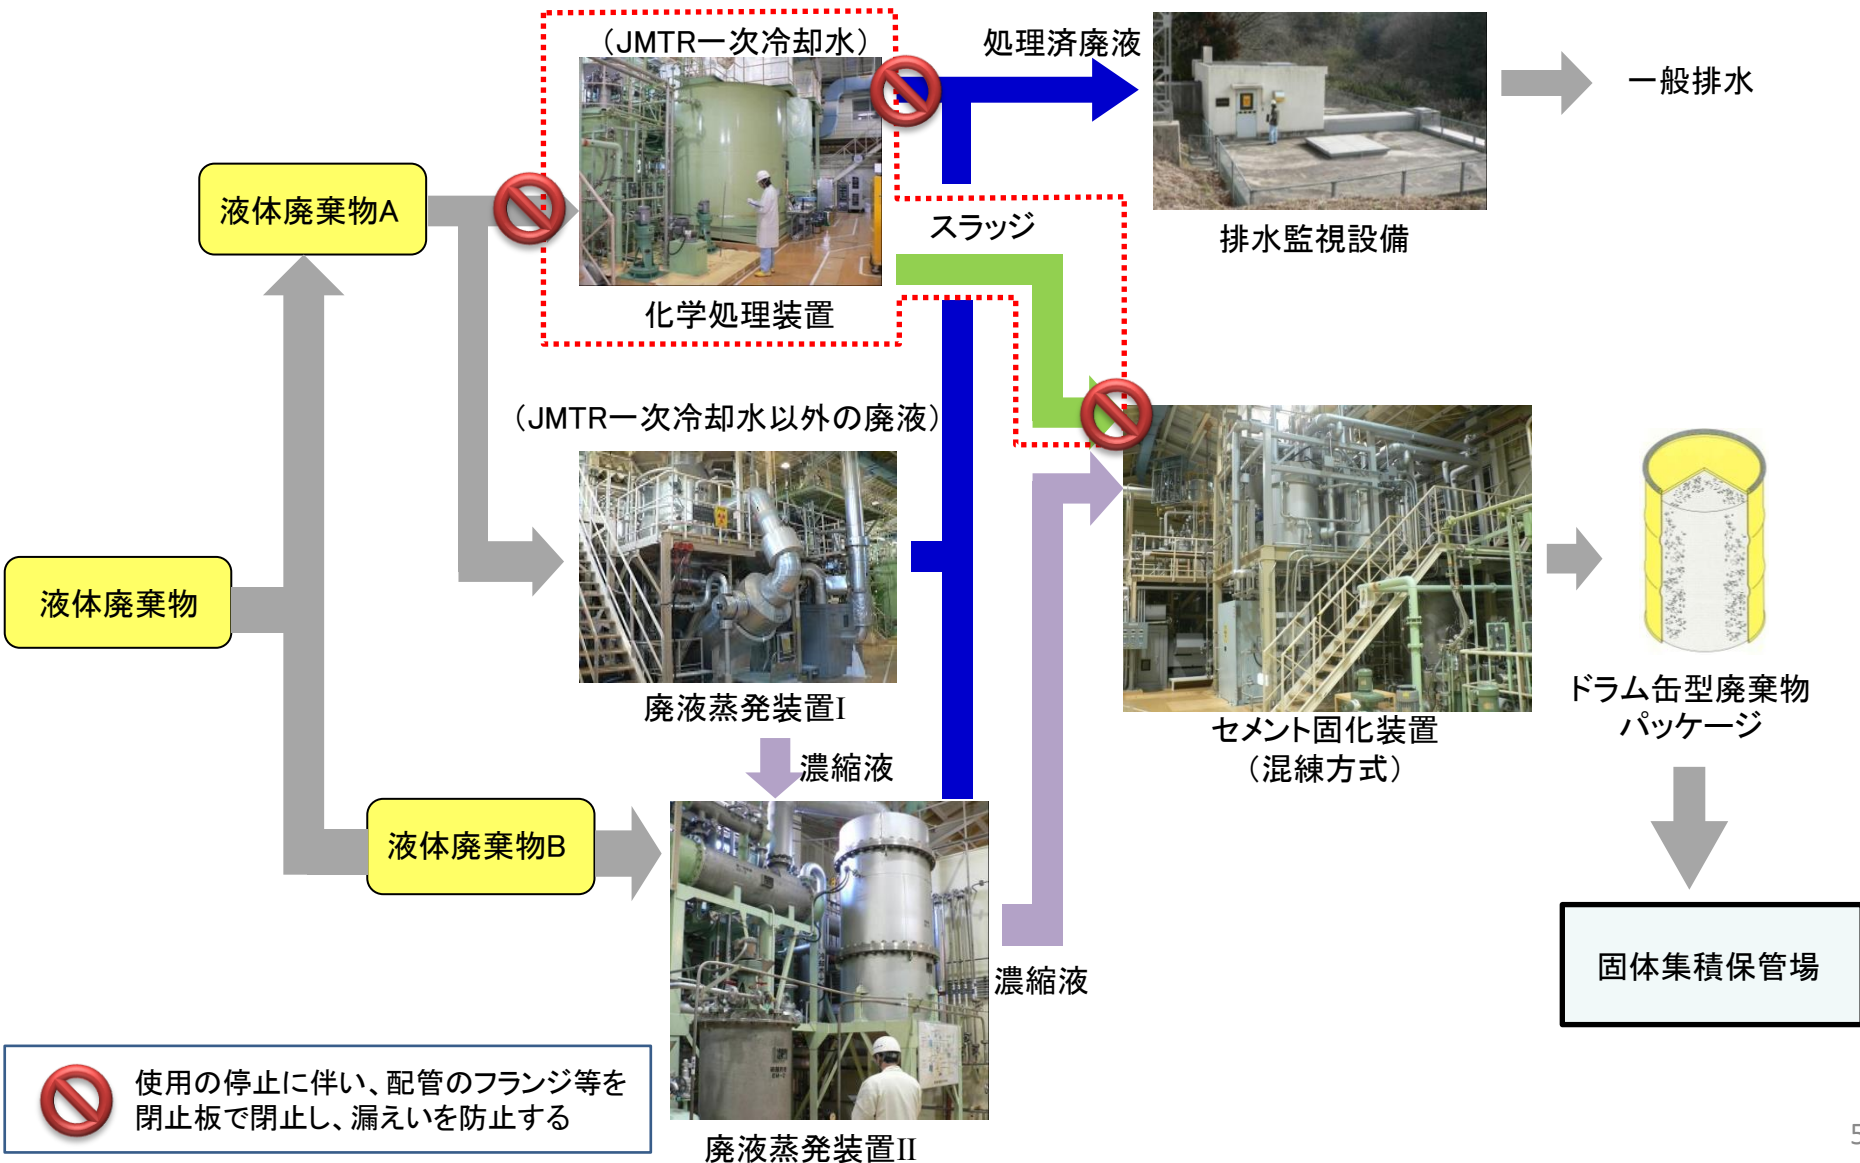 （JMTR一次冷却水）
処理済廃液
一般排水
液体廃棄物A
スラッジ
排水監視設備
化学処理装置
（JMTR一次冷却水以外の廃液）
液体廃棄物
廃液蒸発装置I
セメント固化装置
（混練方式）
ドラム缶型廃棄物
パッケージ
濃縮液
液体廃棄物B
濃縮液
固体集積保管場
使用の停止に伴い、配管のフランジ等を
閉止板で閉止し、漏えいを防止する
廃液蒸発装置II
5